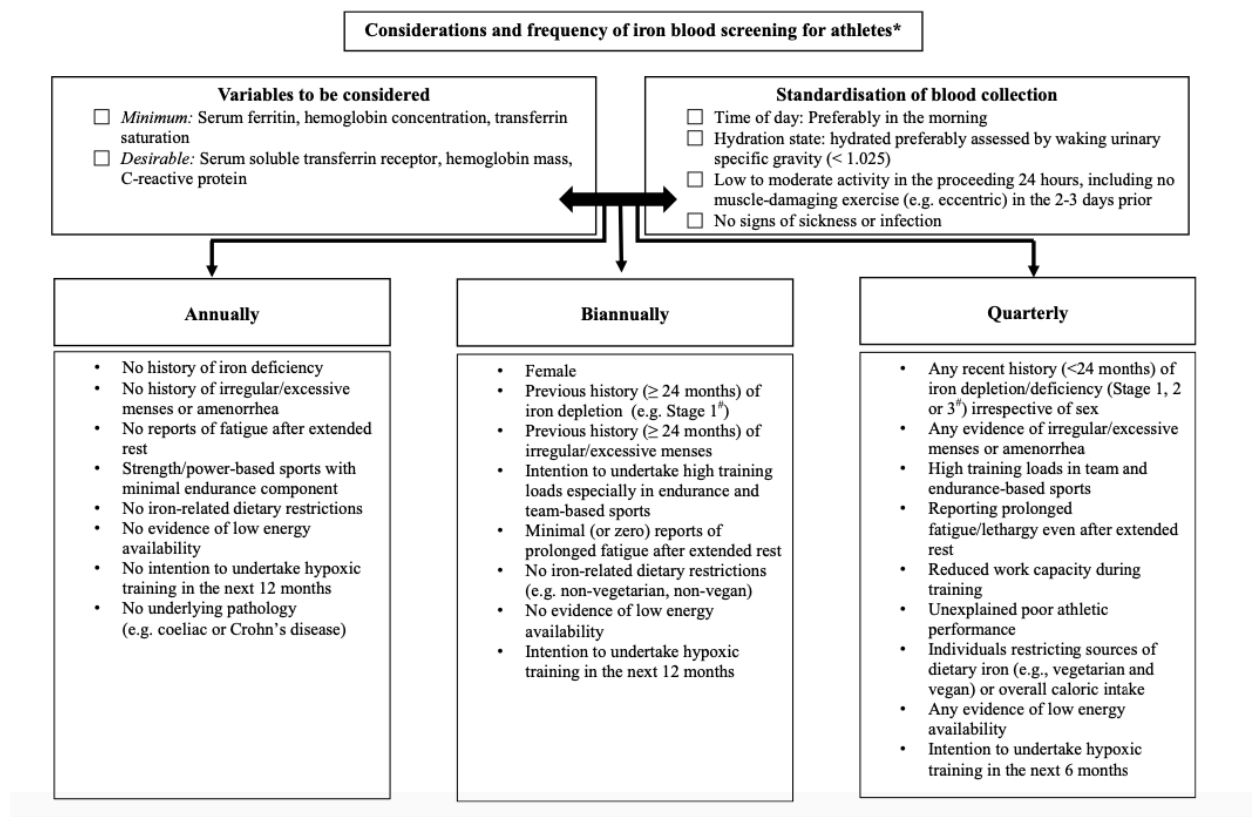 Considerations and frequency of iron blood screening for athletes*
Variables to be considered
☐ Minimum: Serum ferritin, hemoglobin concentration, transferrin
saturation
☐ Desirable: Serum soluble transferrin receptor, hemoglobin mass,
C-reactive protein
Standardisation of blood collection
☐ Time of day: Preferably in the morning
☐ Hydration state: hydrated preferably assessed by waking urinary
specific gravity (< 1.025)
☐ Low to moderate activity in the proceeding 24 hours, including no
muscle-damaging exercise (e.g. eccentric) in the 2-3 days prior
☐ No signs of sickness or infection
Annually
• No history of iron deficiency
• No history of irregular/excessive
menses or amenorrhea
• No reports of fatigue after extended
rest
• Strength/power-based sports with
minimal endurance component
• No iron-related dietary restrictions
• No evidence of low energy
availability
• No intention to undertake hypoxic
training in the next 12 months
• No underlying pathology
(e.g. coeliac or Crohn’s disease)
Biannually
• Female
• Previous history (≥ 24 months) of
iron depletion (e.g. Stage 1#)
• Previous history (≥ 24 months) of
irregular/excessive menses
• Intention to undertake high training
loads especially in endurance and
team-based sports
• Minimal (or zero) reports of
prolonged fatigue after extended rest
• No iron-related dietary restrictions
(e.g. non-vegetarian, non-vegan)
• No evidence of low energy
availability
• Intention to undertake hypoxic
training in the next 12 months
Quarterly
• Any recent history (<24 months) of
iron depletion/deficiency (Stage 1, 2
or 3#) irrespective of sex
• Any evidence of irregular/excessive
menses or amenorrhea
• High training loads in team and
endurance-based sports
• Reporting prolonged
fatigue/lethargy even after extended
rest
• Reduced work capacity during
training
• Unexplained poor athletic
performance
• Individuals restricting sources of
dietary iron (e.g., vegetarian and
vegan) or overall caloric intake
• Any evidence of low energy
availability
• Intention to undertake hypoxic
training in the next 6 months